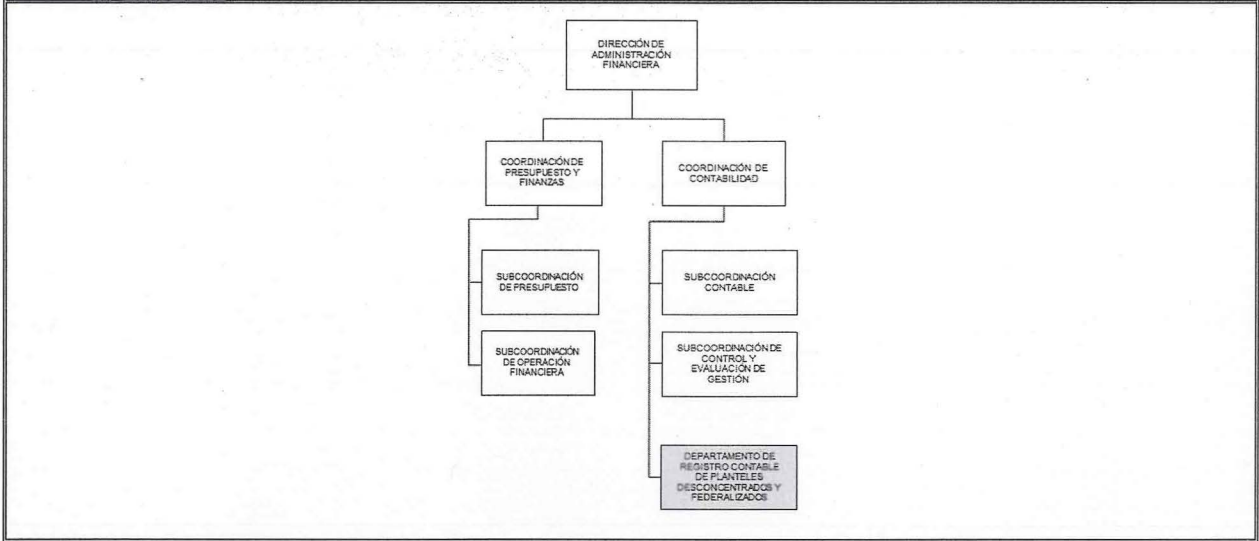 DIRECCIÓN DE
ADMINISTRACIÓN
FINANCIERA
COORDINACIÓN DE
PRESUPUESTO Y
FINANZAS
COORDINACIÓN DE
CONTABILIDAD
SUBCOORDINACIÓN
DE PRESUPUESTO
SUBCOORDINACIÓN
CONTABLE
SUBCOORDINACIÓN
DE OPERACIÓN
FINANCIERA
SUBCOORDINACIÓN DE
CONTROL Y
EVALUACIÓN DE
GESTIÓN
DEPARTAMENTO DE
REGISTRO CONTABLE
DE PLANTELES
DESCONCENTRADOS Y
FEDERALIZADOS